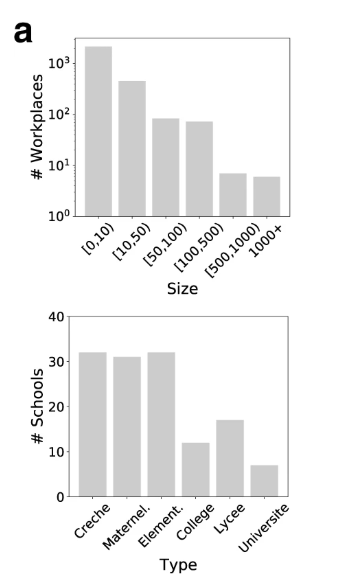 a
# Workplaces
10³
10²
10¹
10⁰
[0,10)
[10,50)
[50,100)
[100,500)
[500,1000)
1000+
Size
# Schools
40
30
20
10
0
Creche
Maternel.
Element.
College
Lycee
Universite
Type